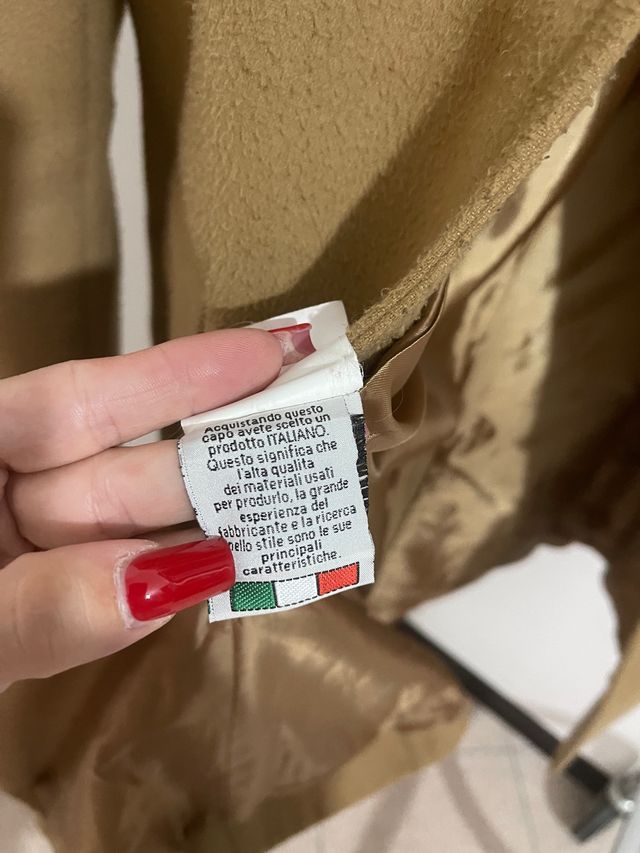 Acquistando questo
capo avete scelto un
prodotto ITALIANO.
Questo significa che
l'alta qualita
dei materiali usati
per produrlo, la grande
esperienza del
fabbricante e la ricerca
nello stile sono le sue
principali
caratteristiche.